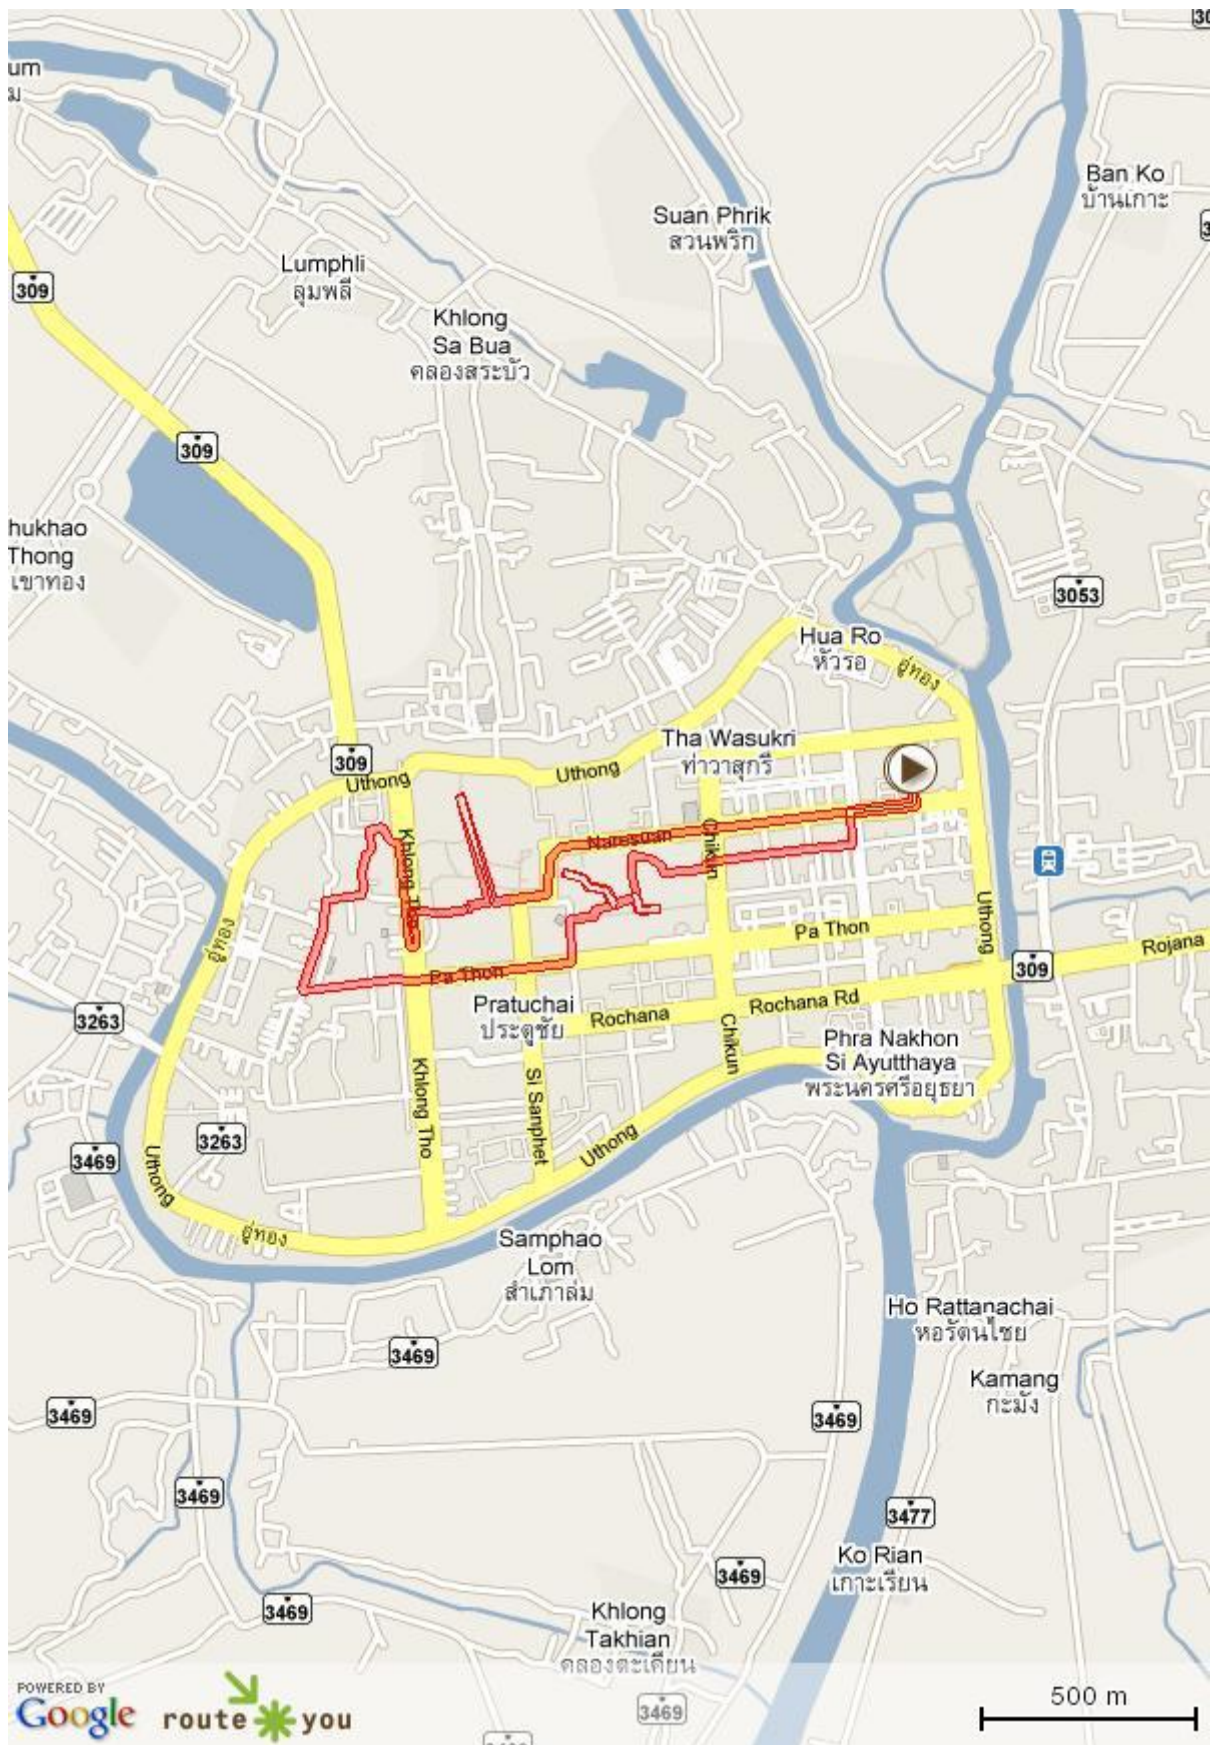 30
um
ม
Ban Ko
บ้านเกาะ
Suan Phrik
สวนพริก
3
Lumphli
ลุมพลี
309
Khlong
Sa Bua
คลองสระบัว
309
hukhao
Thong
เขาทอง
3053
Hua Ro
หัวรอ
อู่ทอง
Tha Wasukri
ท่าวาสุกรี
309
Uthong
Uthong
Khlong Tho
Naresuan
Chikun
อู่ทอง
Uthong
Pa Thon
Pa Thon
309
Rojana
Pratuchai
ประตูชัย
Rochana
Rochana Rd
3263
Chikun
Phra Nakhon
Si Ayutthaya
พระนครศรีอยุธยา
Khlong Tho
Si Sanphet
3263
3469
Uthong
Uthong
อู่ทอง
Samphao
Lom
สำเภาล่ม
Ho Rattanachai
หอรัตนไชย
3469
Kamang
กะมัง
3469
3469
3469
3477
Ko Rian
เกาะเรียน
3469
3469
Khlong
Takhian
คลองตะเคียน
POWERED BY
Google
route you
3469
500 m